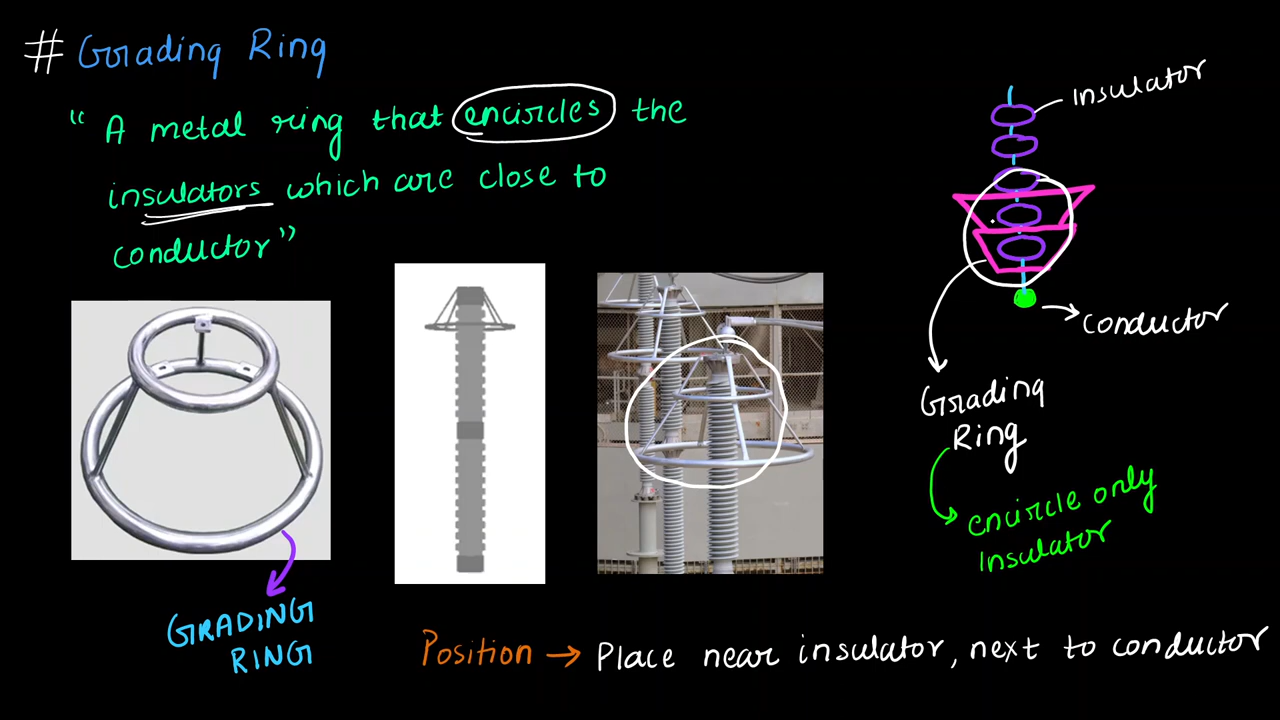 # Grading Ring
" A metal ring that encircles the
insulators which are close to
conductor"
Insulator
Conductor
Grading
Ring
encircle only
Insulator
GRADING
RING
Position → Place near insulator, next to conductor